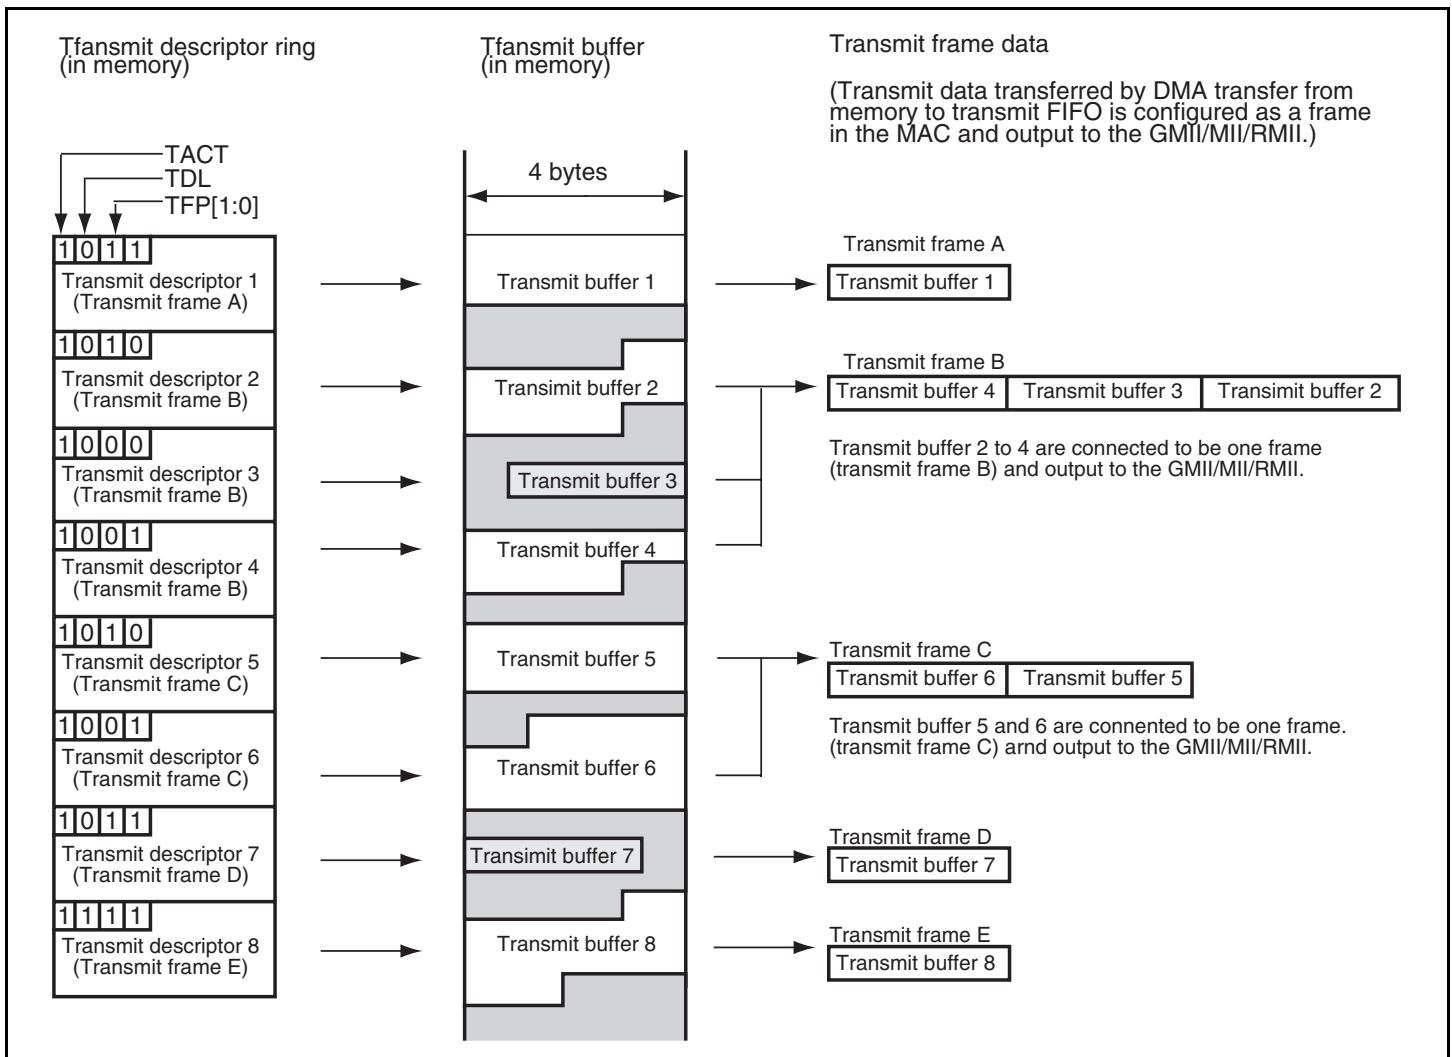 Tfansmit descriptor ring
(in memory)
Tfansmit buffer
(in memory)
Transmit frame data
(Transmit data transferred by DMA transfer from
memory to transmit FIFO is configured as a frame
in the MAC and output to the GMII/MII/RMII.)
TACT
TDL
TFP[1:0]
4 bytes
1 0 1 1
Transmit descriptor 1
(Transmit frame A)
Transmit buffer 1
Transmit frame A
Transmit buffer 1
1 0 1 0
Transmit descriptor 2
(Transmit frame B)
Transimit buffer 2
Transmit frame B
Transmit buffer 4 Transmit buffer 3 Transimit buffer 2
1 0 0 0
Transmit descriptor 3
(Transmit frame B)
Transmit buffer 3
Transmit buffer 2 to 4 are connected to be one frame
(transmit frame B) and output to the GMII/MII/RMII.
1 0 0 1
Transmit descriptor 4
(Transmit frame B)
Transmit buffer 4
1 0 1 0
Transmit descriptor 5
(Transmit frame C)
Transmit buffer 5
Transmit frame C
Transmit buffer 6 Transmit buffer 5
1 0 0 1
Transmit descriptor 6
(Transmit frame C)
Transmit buffer 6
Transmit buffer 5 and 6 are connented to be one frame.
(transmit frame C) arnd output to the GMII/MII/RMII.
1 0 1 1
Transmit descriptor 7
(Transmit frame D)
Transimit buffer 7
Transmit frame D
Transmit buffer 7
1 1 1 1
Transmit descriptor 8
(Transmit frame E)
Transmit buffer 8
Transmit frame E
Transmit buffer 8